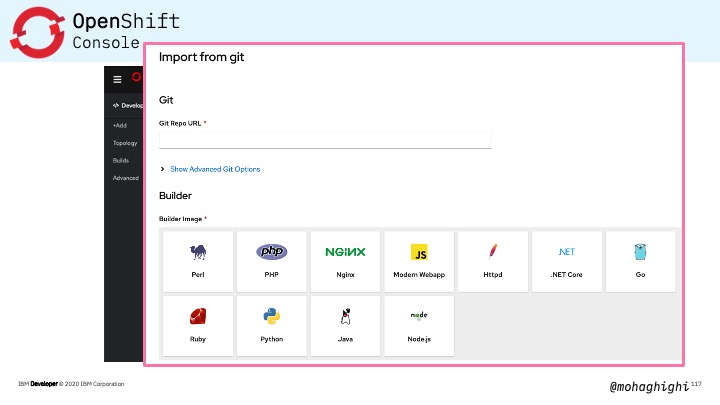 OpenShift
Console
Import from git
Developer
+Add
Topology
Builds
Advanced
Git
Git Repo URL *
Show Advanced Git Options
Builder
Builder Image *
php
NGINX
JS
.NET
Perl
PHP
Nginx
Modern Webapp
Httpd
.NET Core
Go
node
Ruby
Python
Java
Node.js
IBM Developer © 2020 IBM Corporation
@mohaghighi
117